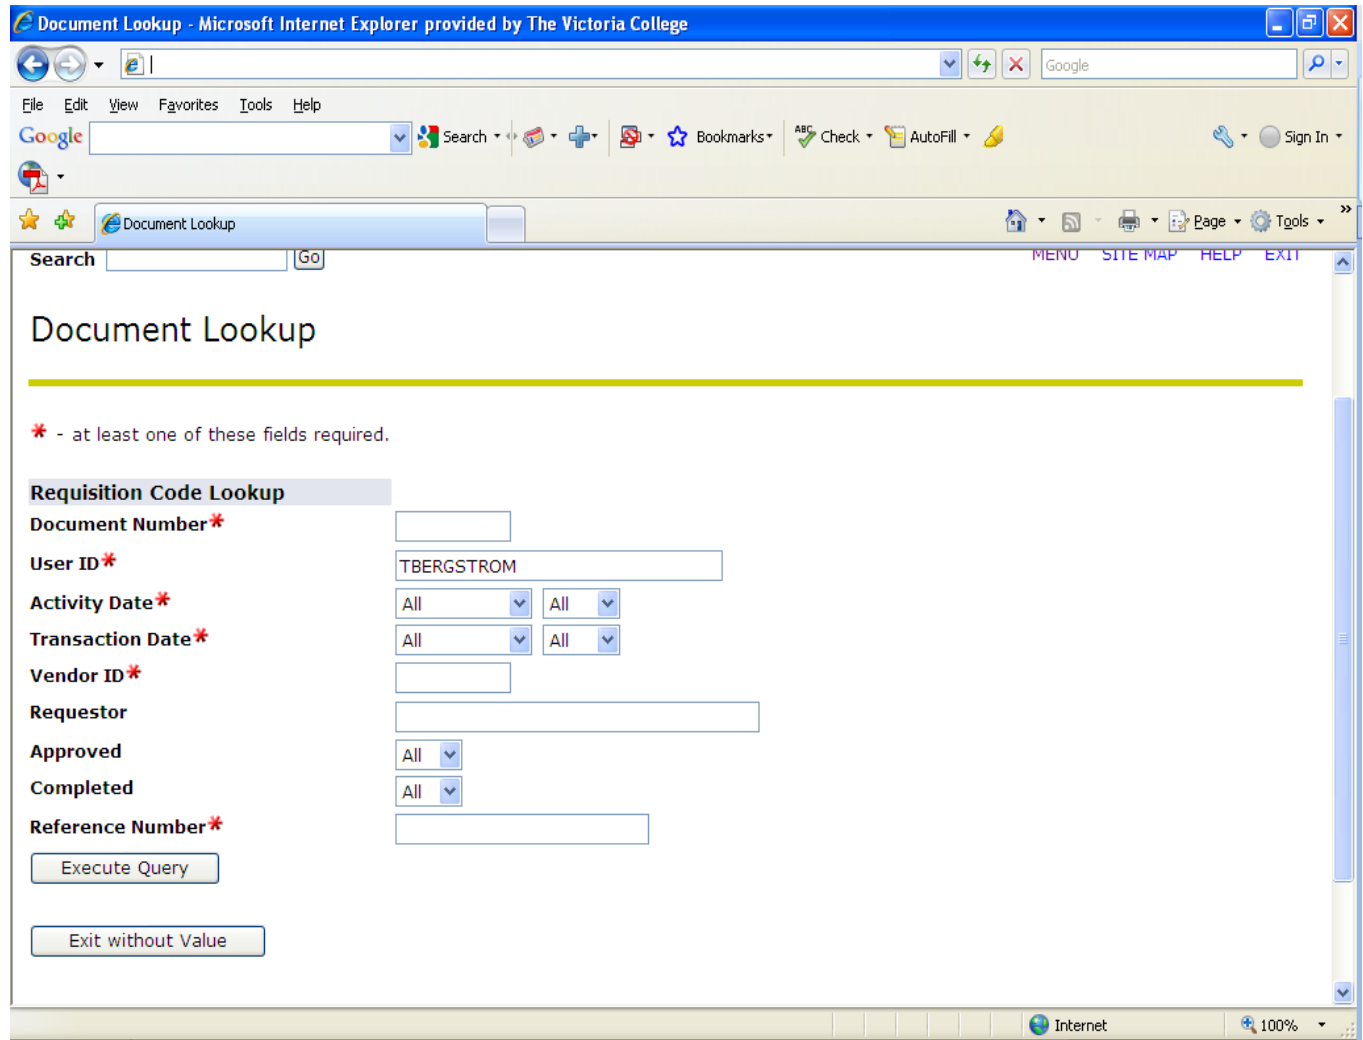 Document Lookup - Microsoft Internet Explorer provided by The Victoria College
Google
File Edit View Favorites Tools Help
Google Search Bookmarks ABC Check AutoFill Sign In
Document Lookup Page Tools »
Search Go MENU SITE MAP HELP EXIT
Document Lookup
* - at least one of these fields required.
Requisition Code Lookup
Document Number*
User ID* TBERGSTROM
Activity Date* All All
Transaction Date* All All
Vendor ID*
Requestor
Approved All
Completed All
Reference Number*
Execute Query
Exit without Value
Internet 100%